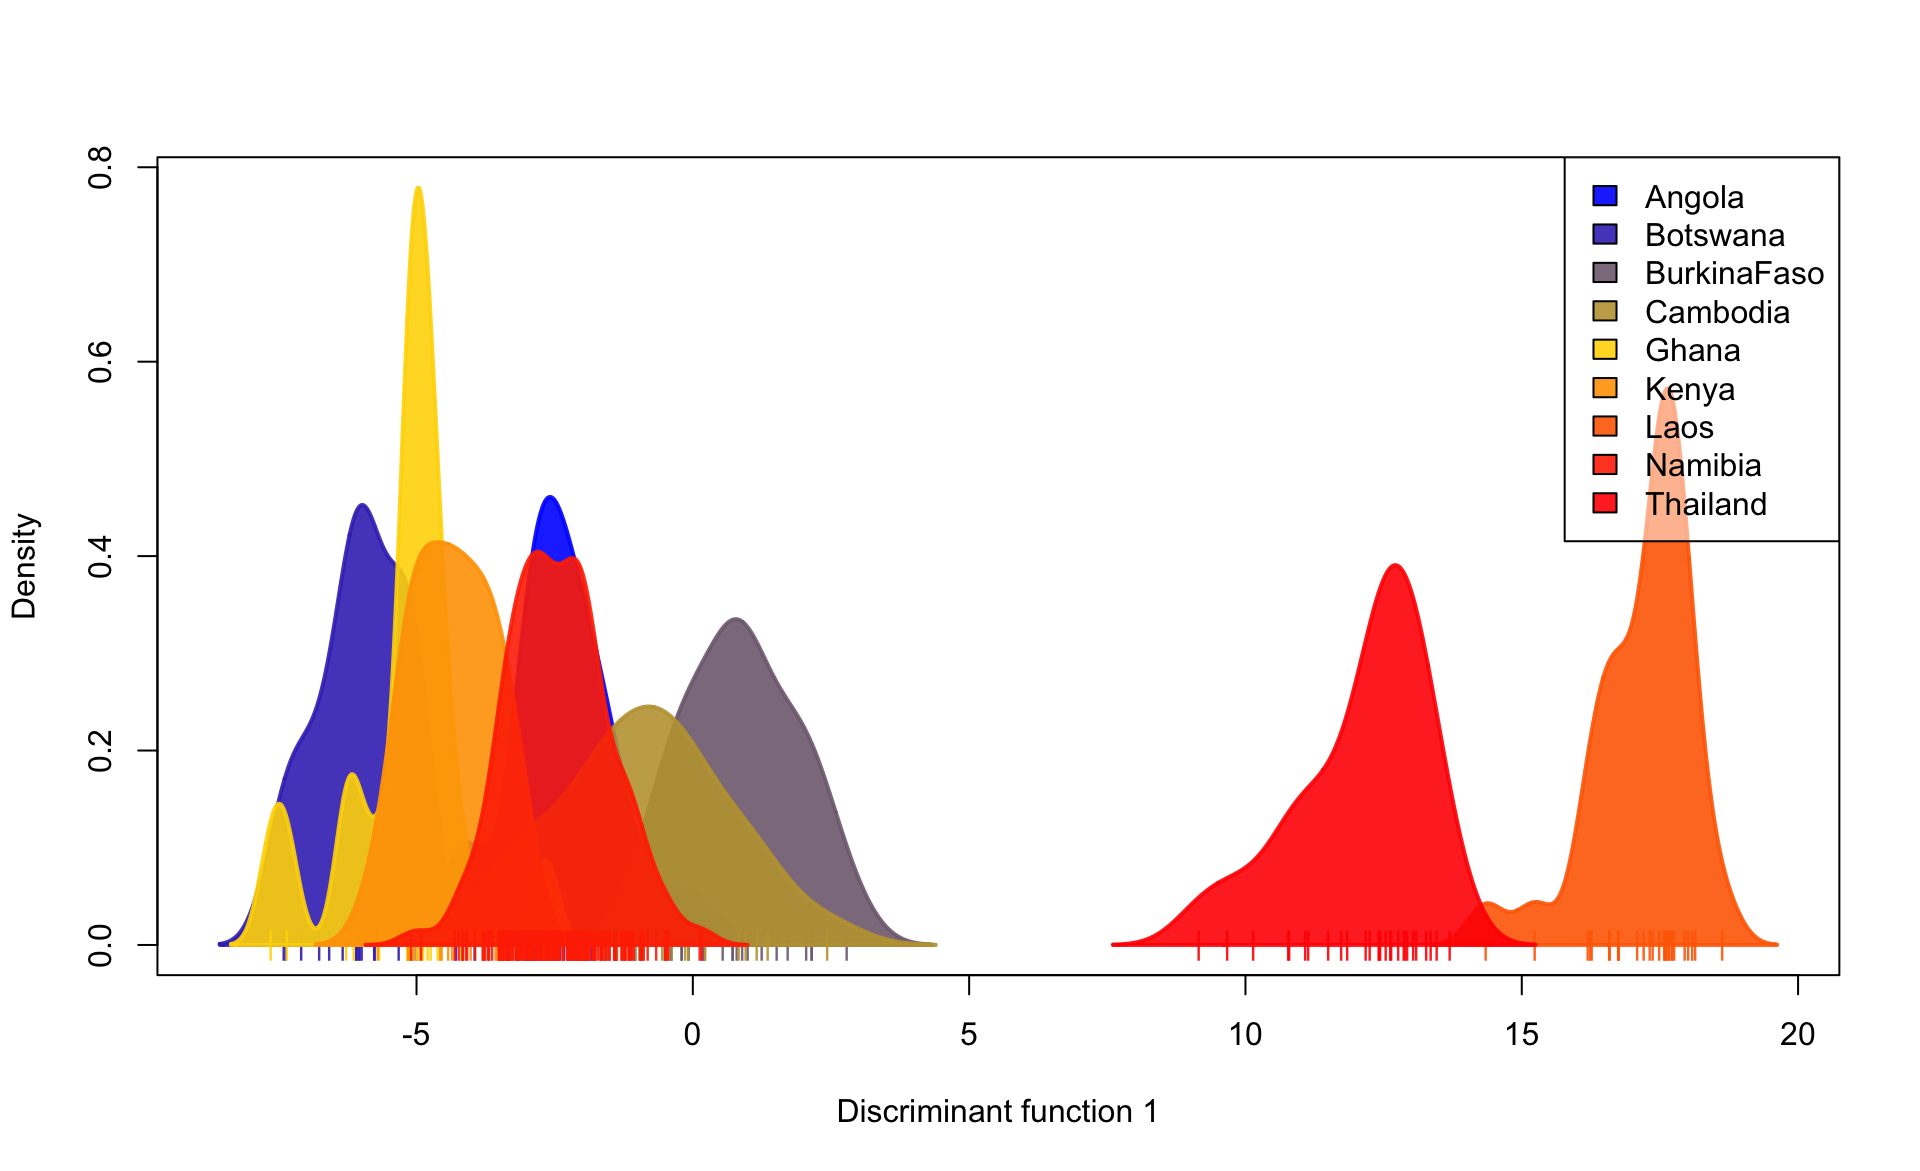 0.8
0.6
0.4
0.2
0.0
Density
-5
0
5
10
15
20
Discriminant function 1
Angola
Botswana
BurkinaFaso
Cambodia
Ghana
Kenya
Laos
Namibia
Thailand